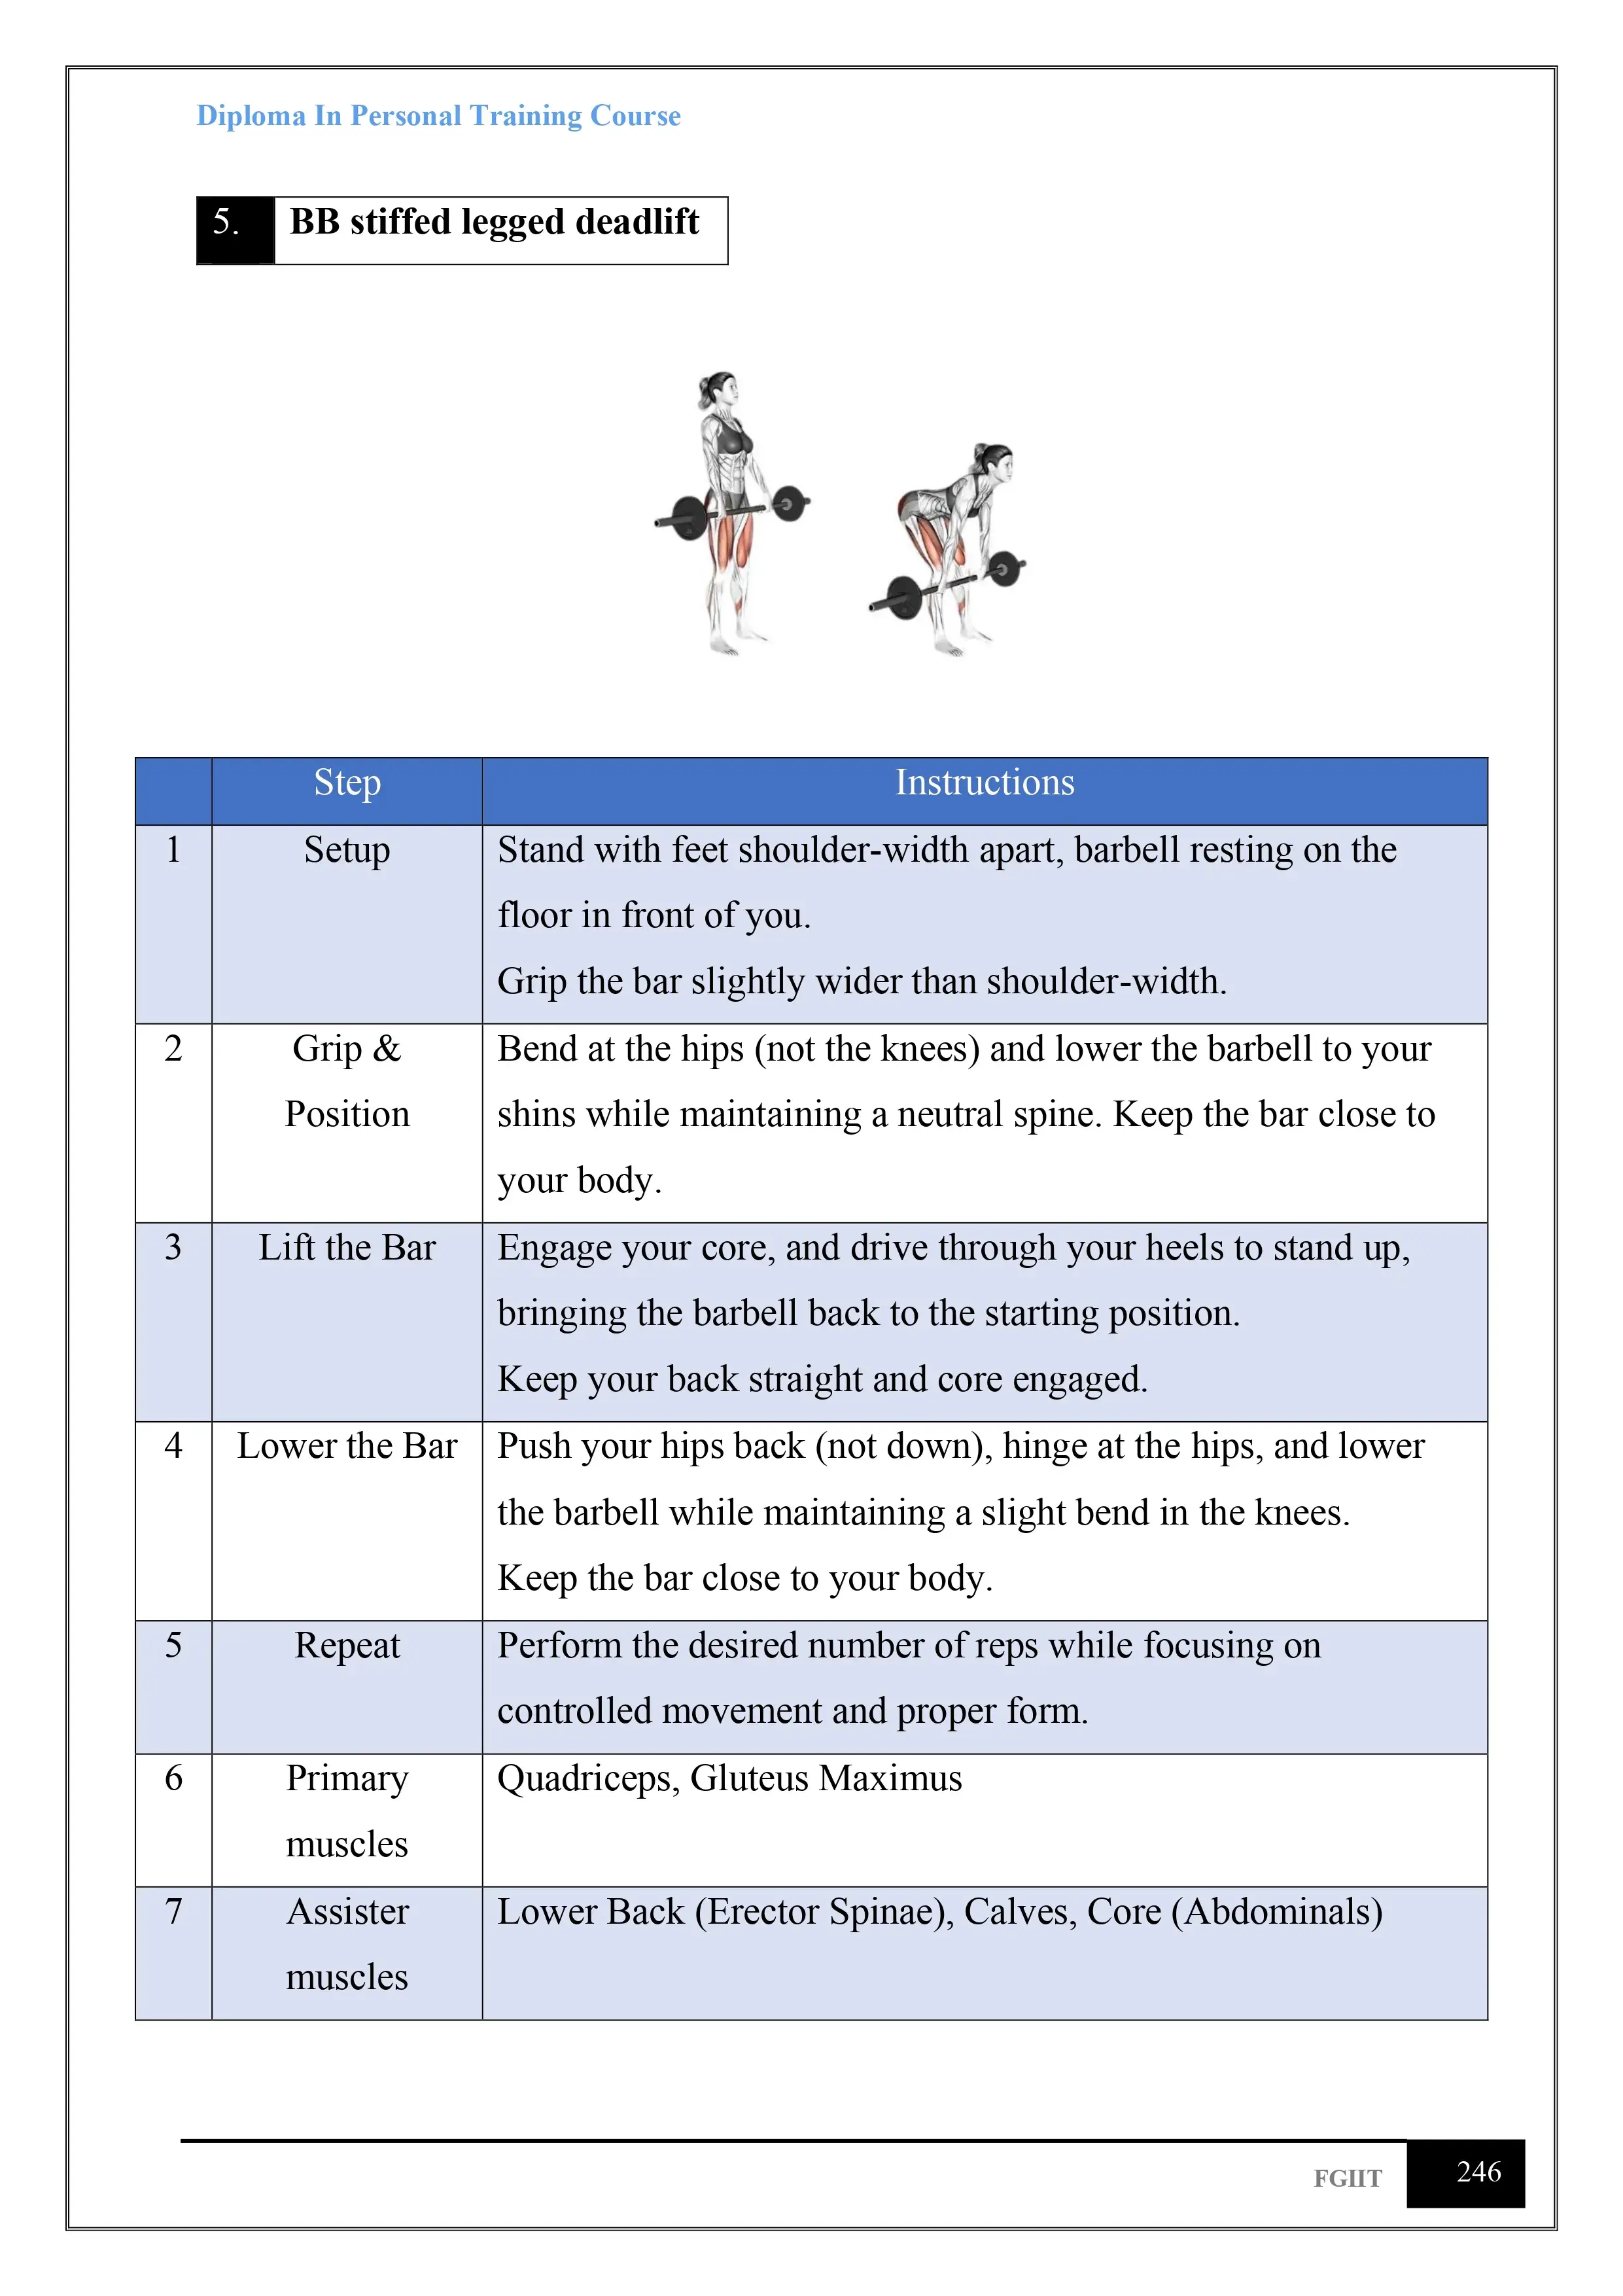 Diploma In Personal Training Course
5. BB stiffed legged deadlift
Step Instructions
1 Setup Stand with feet shoulder-width apart, barbell resting on the
floor in front of you.
Grip the bar slightly wider than shoulder-width.
2 Grip & Bend at the hips (not the knees) and lower the barbell to your
Position shins while maintaining a neutral spine. Keep the bar close to
your body.
3 Lift the Bar Engage your core, and drive through your heels to stand up,
bringing the barbell back to the starting position.
Keep your back straight and core engaged.
4 Lower the Bar Push your hips back (not down), hinge at the hips, and lower
the barbell while maintaining a slight bend in the knees.
Keep the bar close to your body.
5 Repeat Perform the desired number of reps while focusing on
controlled movement and proper form.
6 Primary Quadriceps, Gluteus Maximus
muscles
7 Assister Lower Back (Erector Spinae), Calves, Core (Abdominals)
muscles
FGIIT 246